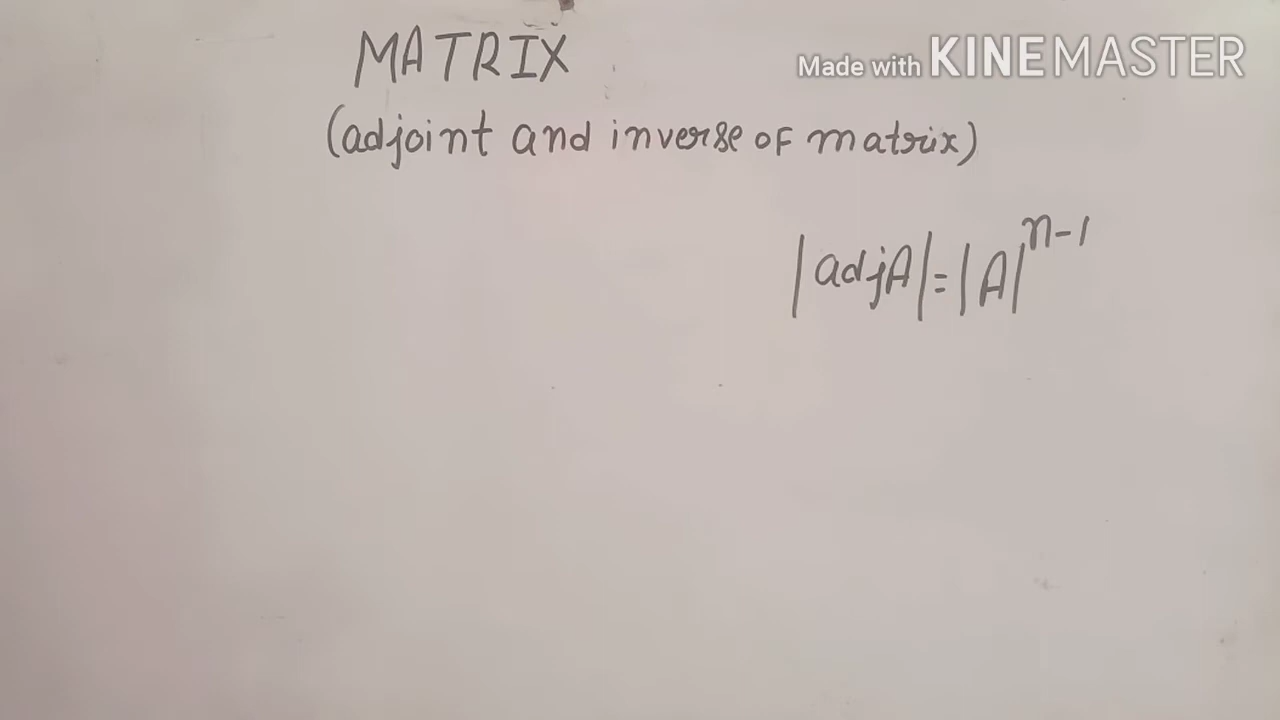 MATRIX
Made with KINEMASTER
(adjoint and inverse of matrix)
|adjA|=|A|^{n-1}